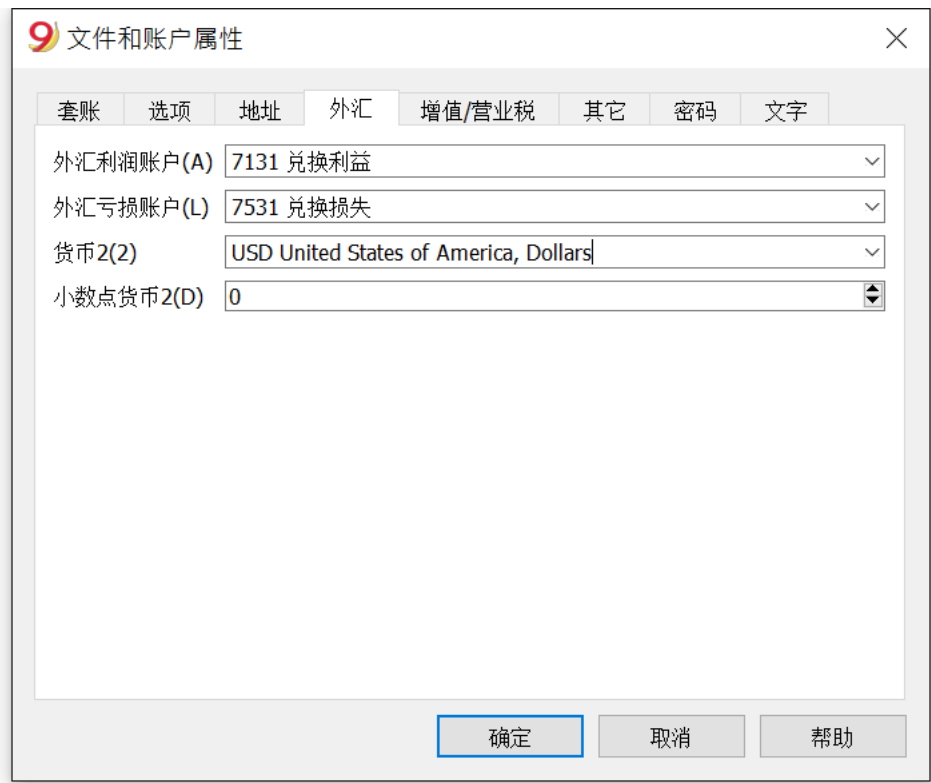 9 文件和账户属性
套账 选项 地址 外汇 增值/营业税 其它 密码 文字
外汇利润账户(A) 7131 兑换利益
外汇亏损账户(L) 7531 兑换损失
货币2(2) USD United States of America, Dollars
小数点货币2(D) 0
确定 取消 帮助